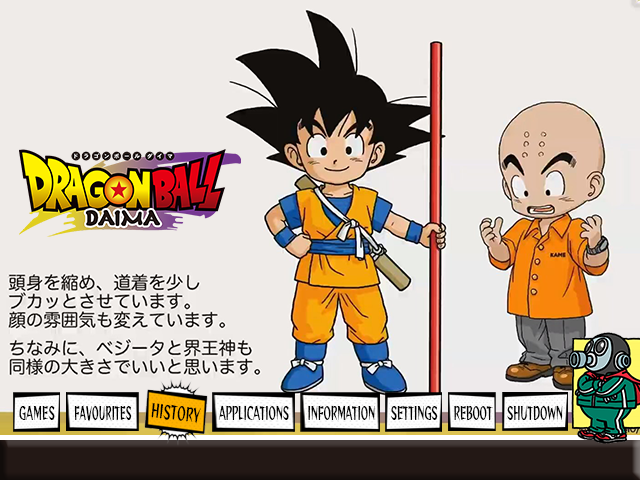 ドラゴンボール ダイマ
DRAGON BALL
DAIMA
頭身を縮め、道着を少し
ブカッとさせています。
顔の雰囲気も変えています。
ちなみに、ベジータと界王神も
同様の大きさでいいと思います。
KAME
GAMES FAVOURITES HISTORY APPLICATIONS INFORMATION SETTINGS REBOOT SHUTDOWN